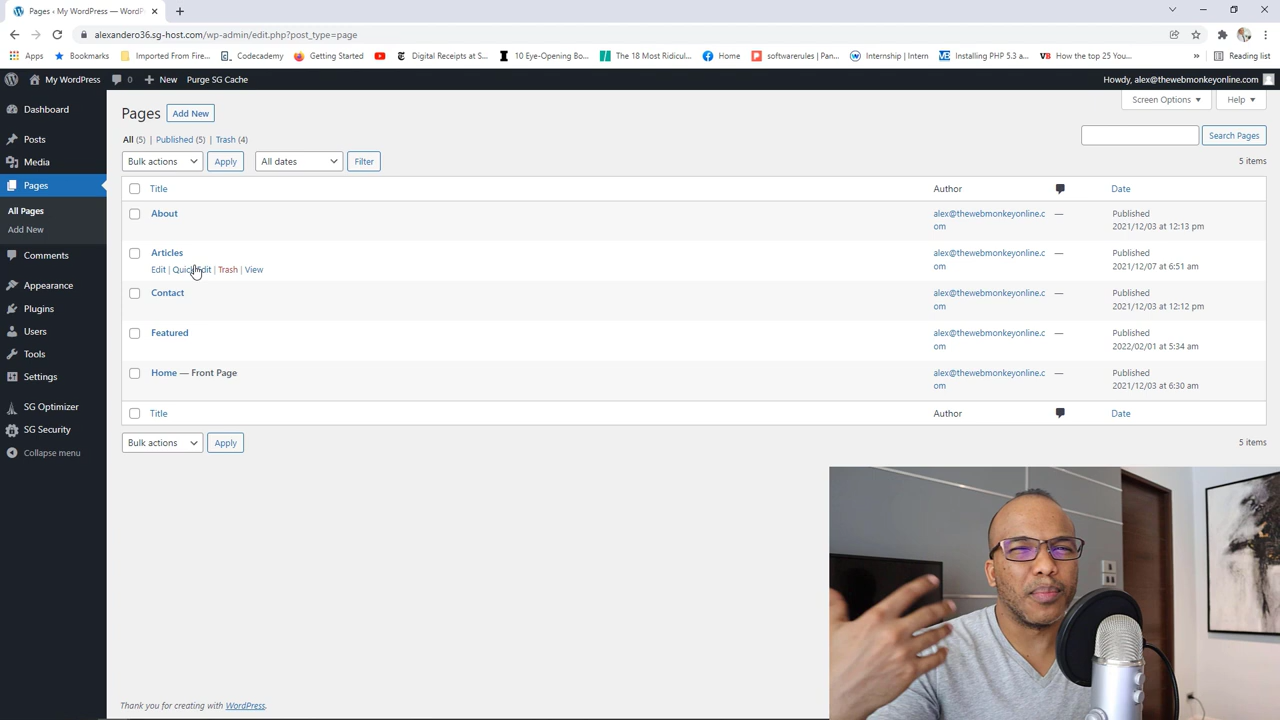 Pages ‹ My WordPress — WordP
alexandero36.sg-host.com/wp-admin/edit.php?post_type=page
Apps Bookmarks Imported From Firef... Codecademy Getting Started Digital Receipts at S... 10 Eye-Opening Bo... The 18 Most Ridicul... Home softwarerules | Pan... Internship | Intern Installing PHP 5.3 a... How the top 25 You... » Reading list
My WordPress 0 New Purge SG Cache Howdy, alex@thewebmonkeyonline.com
Dashboard
Posts
Media
Pages
All Pages
Add New
Comments
Appearance
Plugins
Users
Tools
Settings
SG Optimizer
SG Security
Collapse menu
Screen Options Help
Pages Add New
All (5) | Published (5) | Trash (4)
Search Pages
Bulk actions Apply All dates Filter 5 items
Title Author Date
About alex@thewebmonkeyonline.c — Published
om 2021/12/03 at 12:13 pm
Articles alex@thewebmonkeyonline.c — Published
Edit | Quick Edit | Trash | View om 2021/12/07 at 6:51 am
Contact alex@thewebmonkeyonline.c — Published
om 2021/12/03 at 12:12 pm
Featured alex@thewebmonkeyonline.c — Published
om 2022/02/01 at 5:34 am
Home — Front Page alex@thewebmonkeyonline.c — Published
om 2021/12/03 at 6:30 am
Title Author Date
Bulk actions Apply 5 items
Thank you for creating with WordPress.